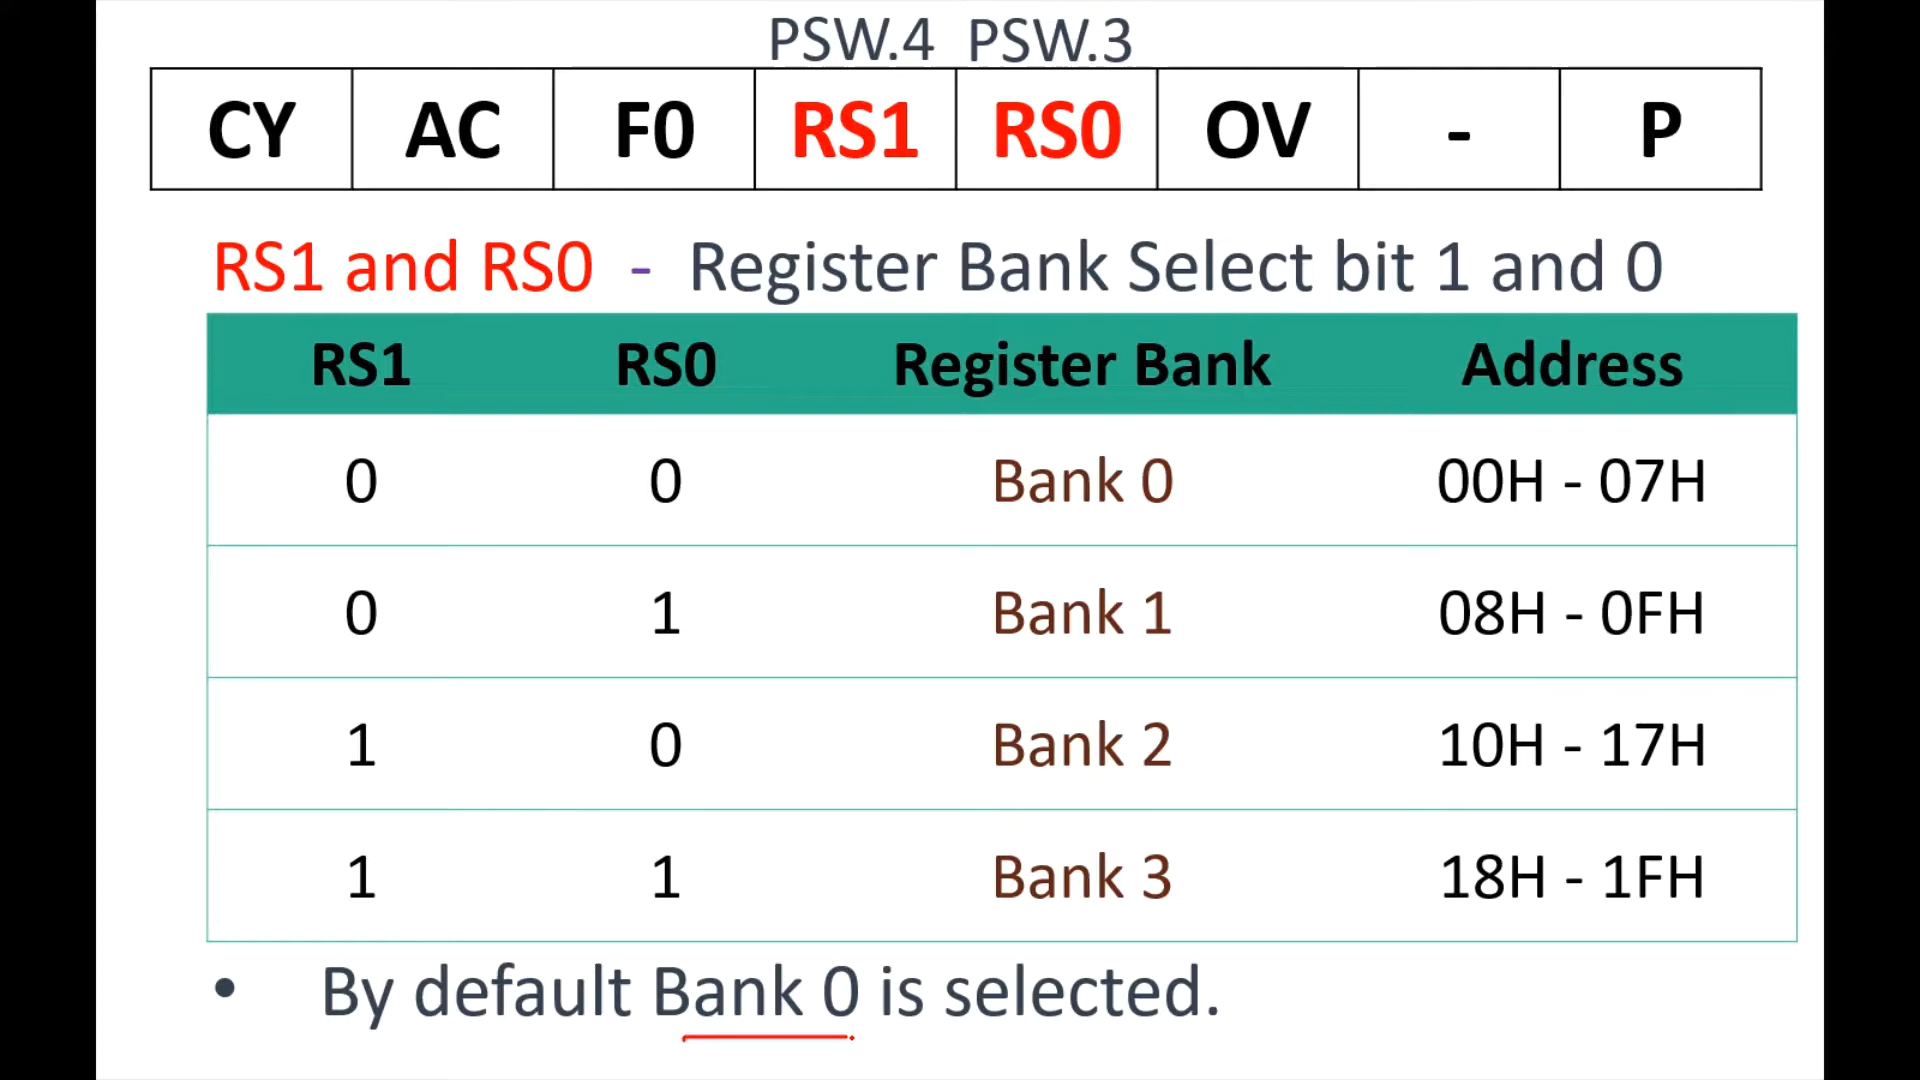 PSW.4 PSW.3
CY AC F0 RS1 RS0 OV - P
RS1 and RS0 - Register Bank Select bit 1 and 0
RS1 RS0 Register Bank Address
0 0 Bank 0 00H - 07H
0 1 Bank 1 08H - 0FH
1 0 Bank 2 10H - 17H
1 1 Bank 3 18H - 1FH
• By default Bank 0 is selected.